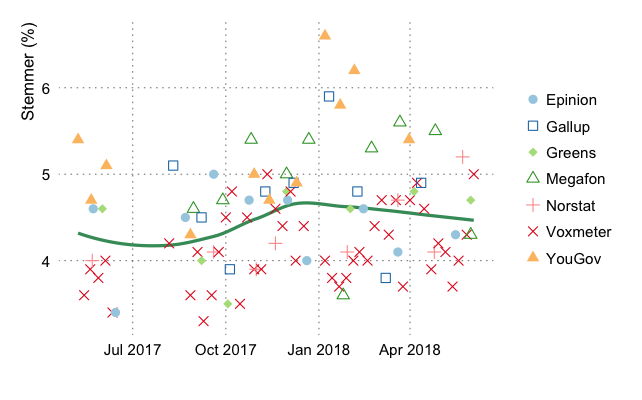 Stemmer (%)
6
5
4
Jul 2017
Oct 2017
Jan 2018
Apr 2018
Epinion
Gallup
Greens
Megafon
Norstat
Voxmeter
YouGov